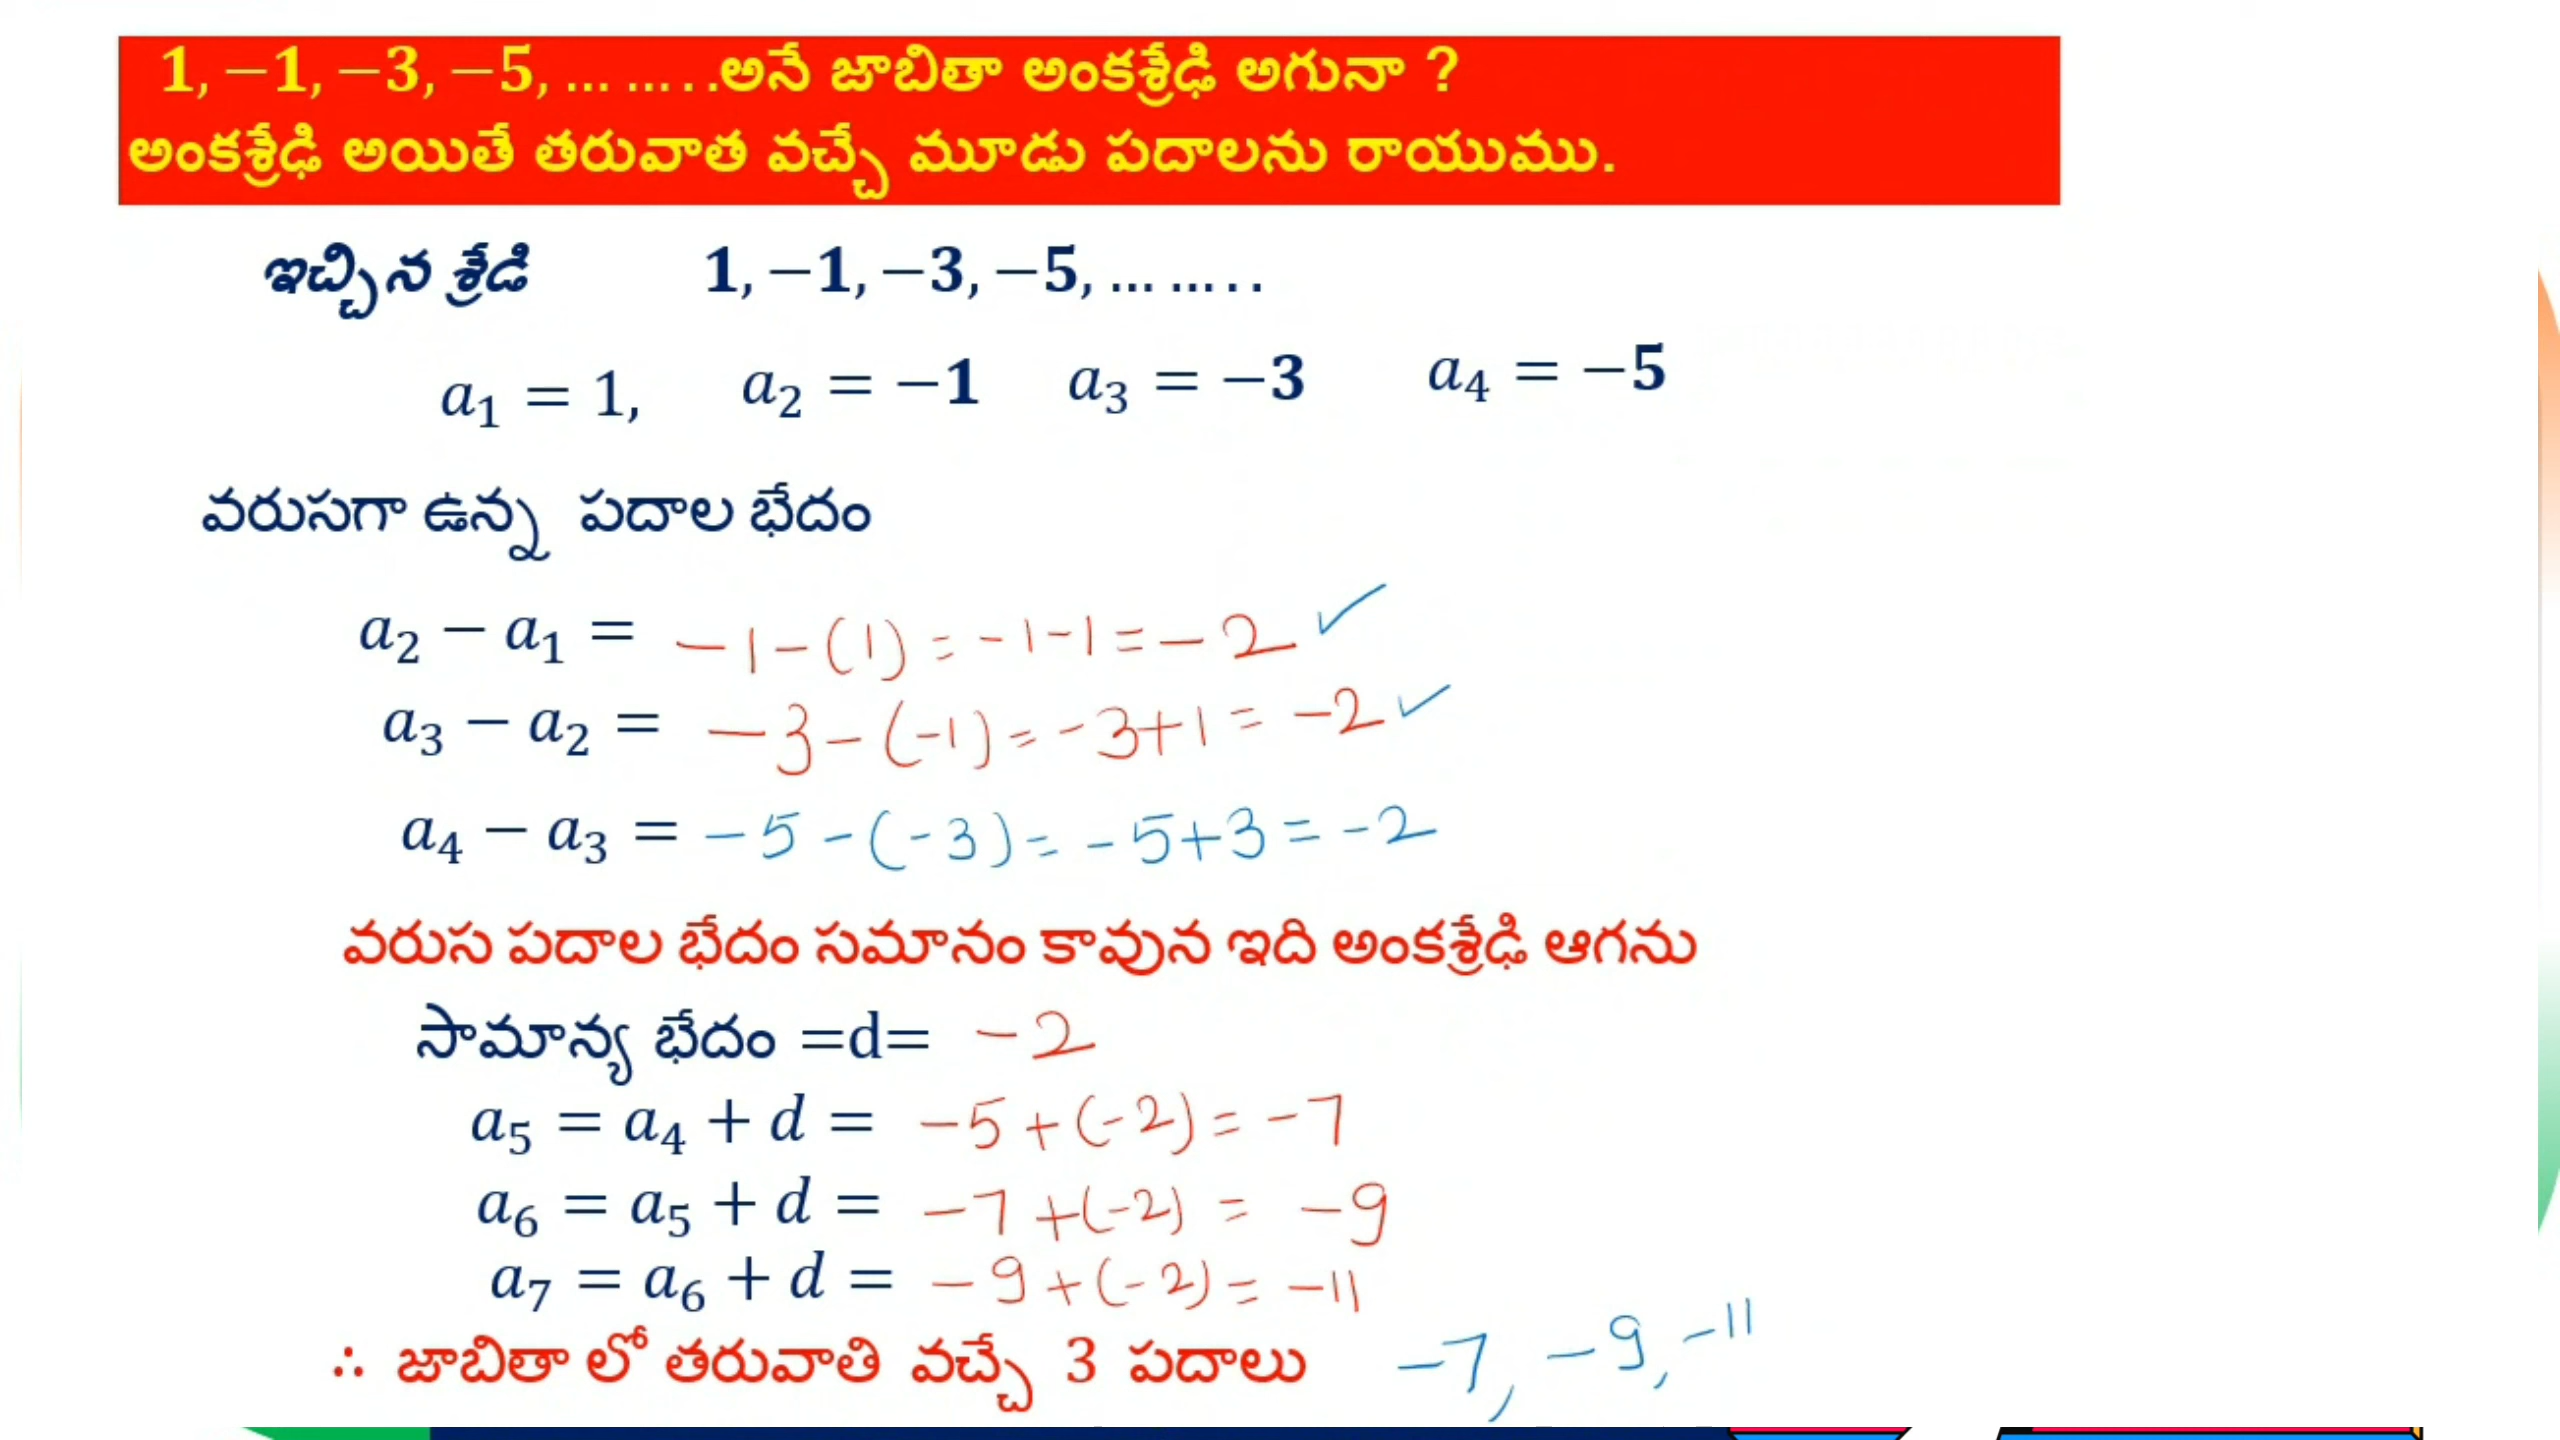 1, −1, −3, −5, … … . .అనే జాబితా అంకశ్రేఢి అగునా ?
అంకశ్రేఢి అయితే తరువాత వచ్చే మూడు పదాలను రాయుము.
ఇచ్చిన శ్రేడి 1, −1, −3, −5, … … . .
a₁ = 1, a₂ = −1 a₃ = −3 a₄ = −5
వరుసగా ఉన్న పదాల భేదం
a₂ − a₁ = −1−(1) = −1−1 = −2 ✓
a₃ − a₂ = −3−(−1) = −3+1 = −2 ✓
a₄ − a₃ = −5−(−3) = −5+3 = −2
వరుస పదాల భేదం సమానం కావున ఇది అంకశ్రేఢి ఆగను
సామాన్య భేదం =d= −2
a₅ = a₄ + d = −5+(−2) = −7
a₆ = a₅ + d = −7+(−2) = −9
a₇ = a₆ + d = −9+(−2) = −11
∴ జాబితా లో తరువాతి వచ్చే 3 పదాలు −7, −9, −11